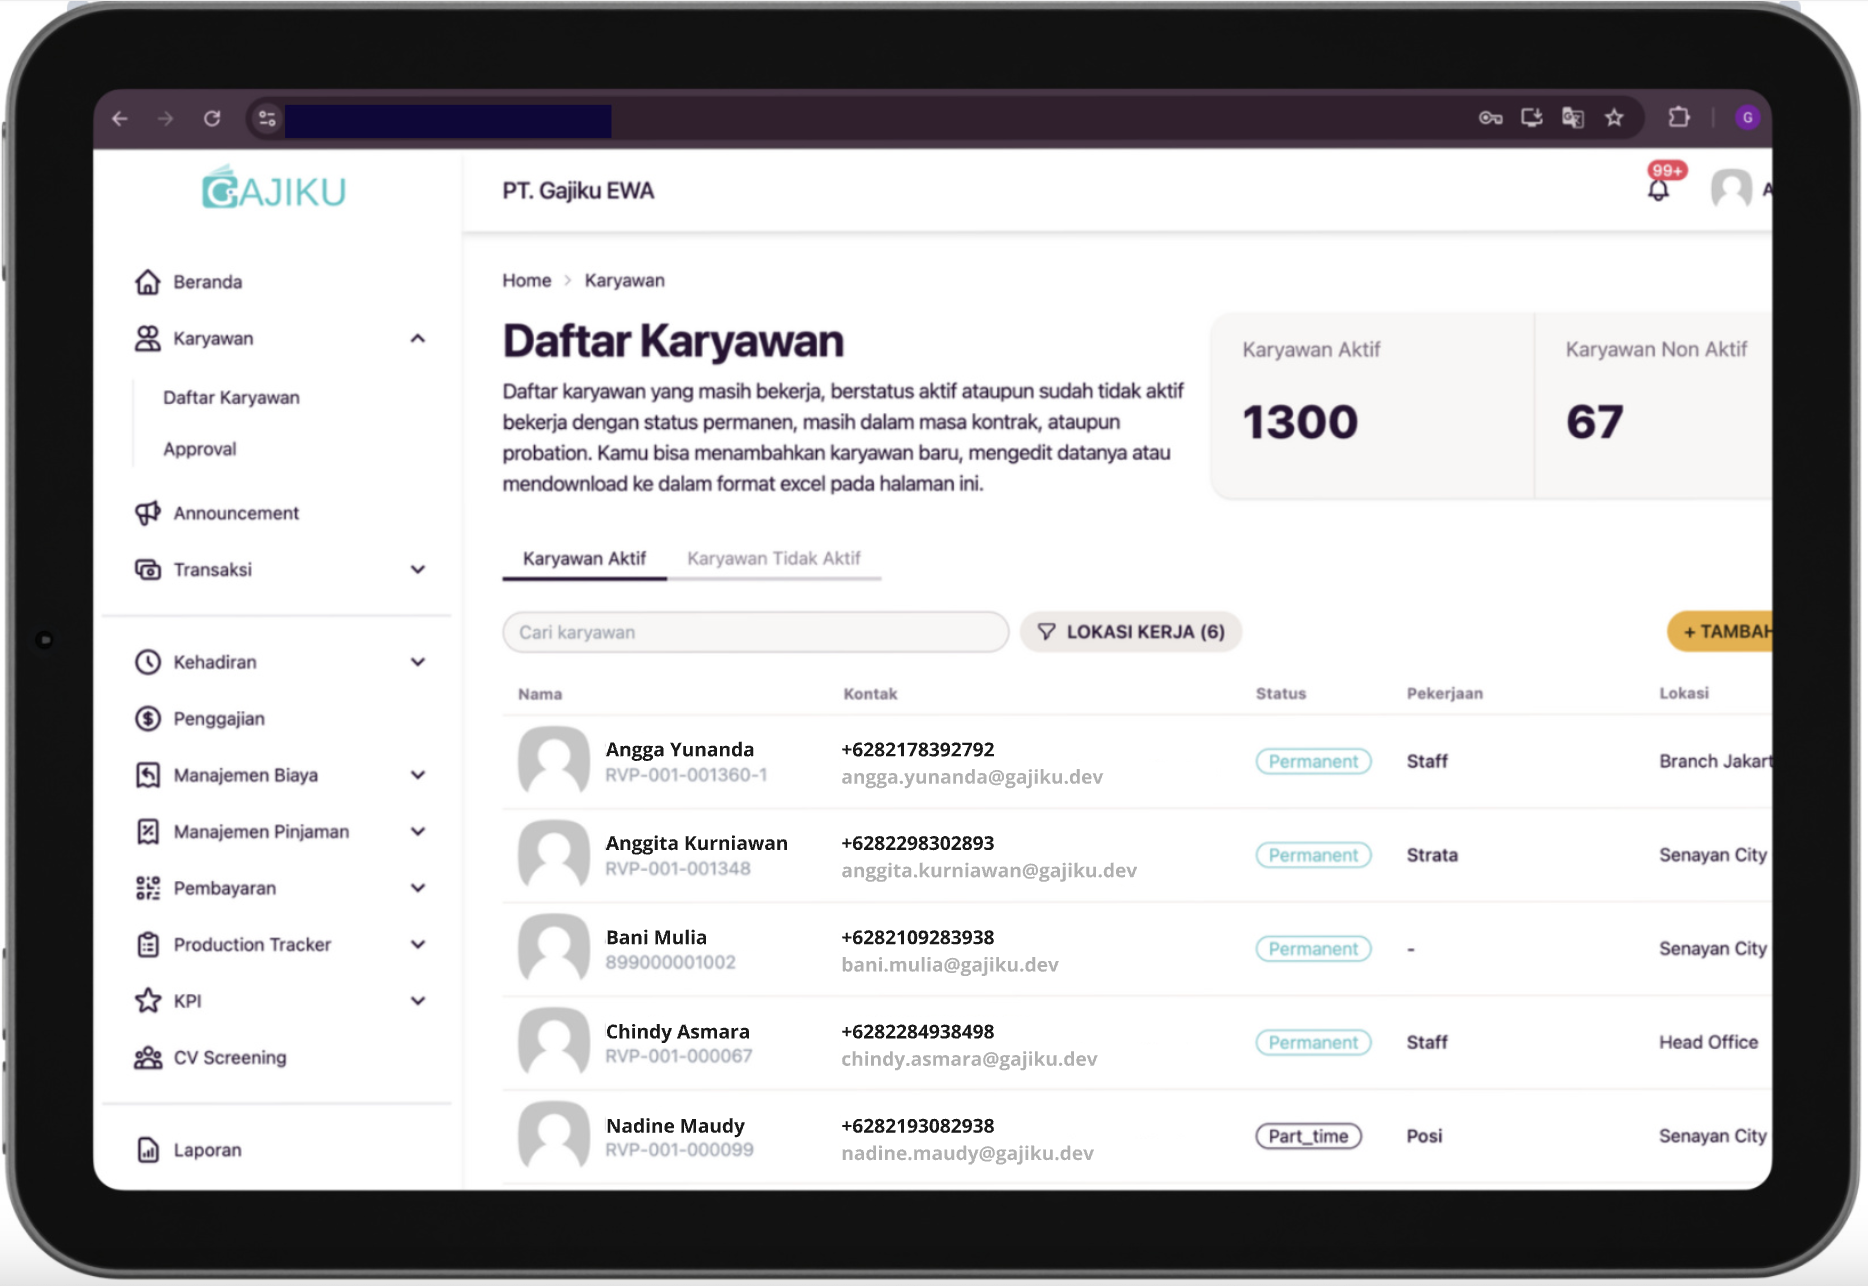 G
GAJIKU
PT. Gajiku EWA
99+
Beranda
Karyawan
Daftar Karyawan
Approval
Announcement
Transaksi
Kehadiran
Penggajian
Manajemen Biaya
Manajemen Pinjaman
Pembayaran
Production Tracker
KPI
CV Screening
Laporan
Home > Karyawan
Daftar Karyawan
Daftar karyawan yang masih bekerja, berstatus aktif ataupun sudah tidak aktif
bekerja dengan status permanen, masih dalam masa kontrak, ataupun
probation. Kamu bisa menambahkan karyawan baru, mengedit datanya atau
mendownload ke dalam format excel pada halaman ini.
Karyawan Aktif
1300
Karyawan Non Aktif
67
Karyawan Aktif Karyawan Tidak Aktif
Cari karyawan LOKASI KERJA (6) + TAMBAH
Nama Kontak Status Pekerjaan Lokasi
Angga Yunanda +6282178392792 Permanent Staff Branch Jakart
RVP-001-001360-1 angga.yunanda@gajiku.dev
Anggita Kurniawan +6282298302893 Permanent Strata Senayan City
RVP-001-001348 anggita.kurniawan@gajiku.dev
Bani Mulia +6282109283938 Permanent - Senayan City
899000001002 bani.mulia@gajiku.dev
Chindy Asmara +6282284938498 Permanent Staff Head Office
RVP-001-000067 chindy.asmara@gajiku.dev
Nadine Maudy +6282193082938 Part_time Posi Senayan City
RVP-001-000099 nadine.maudy@gajiku.dev